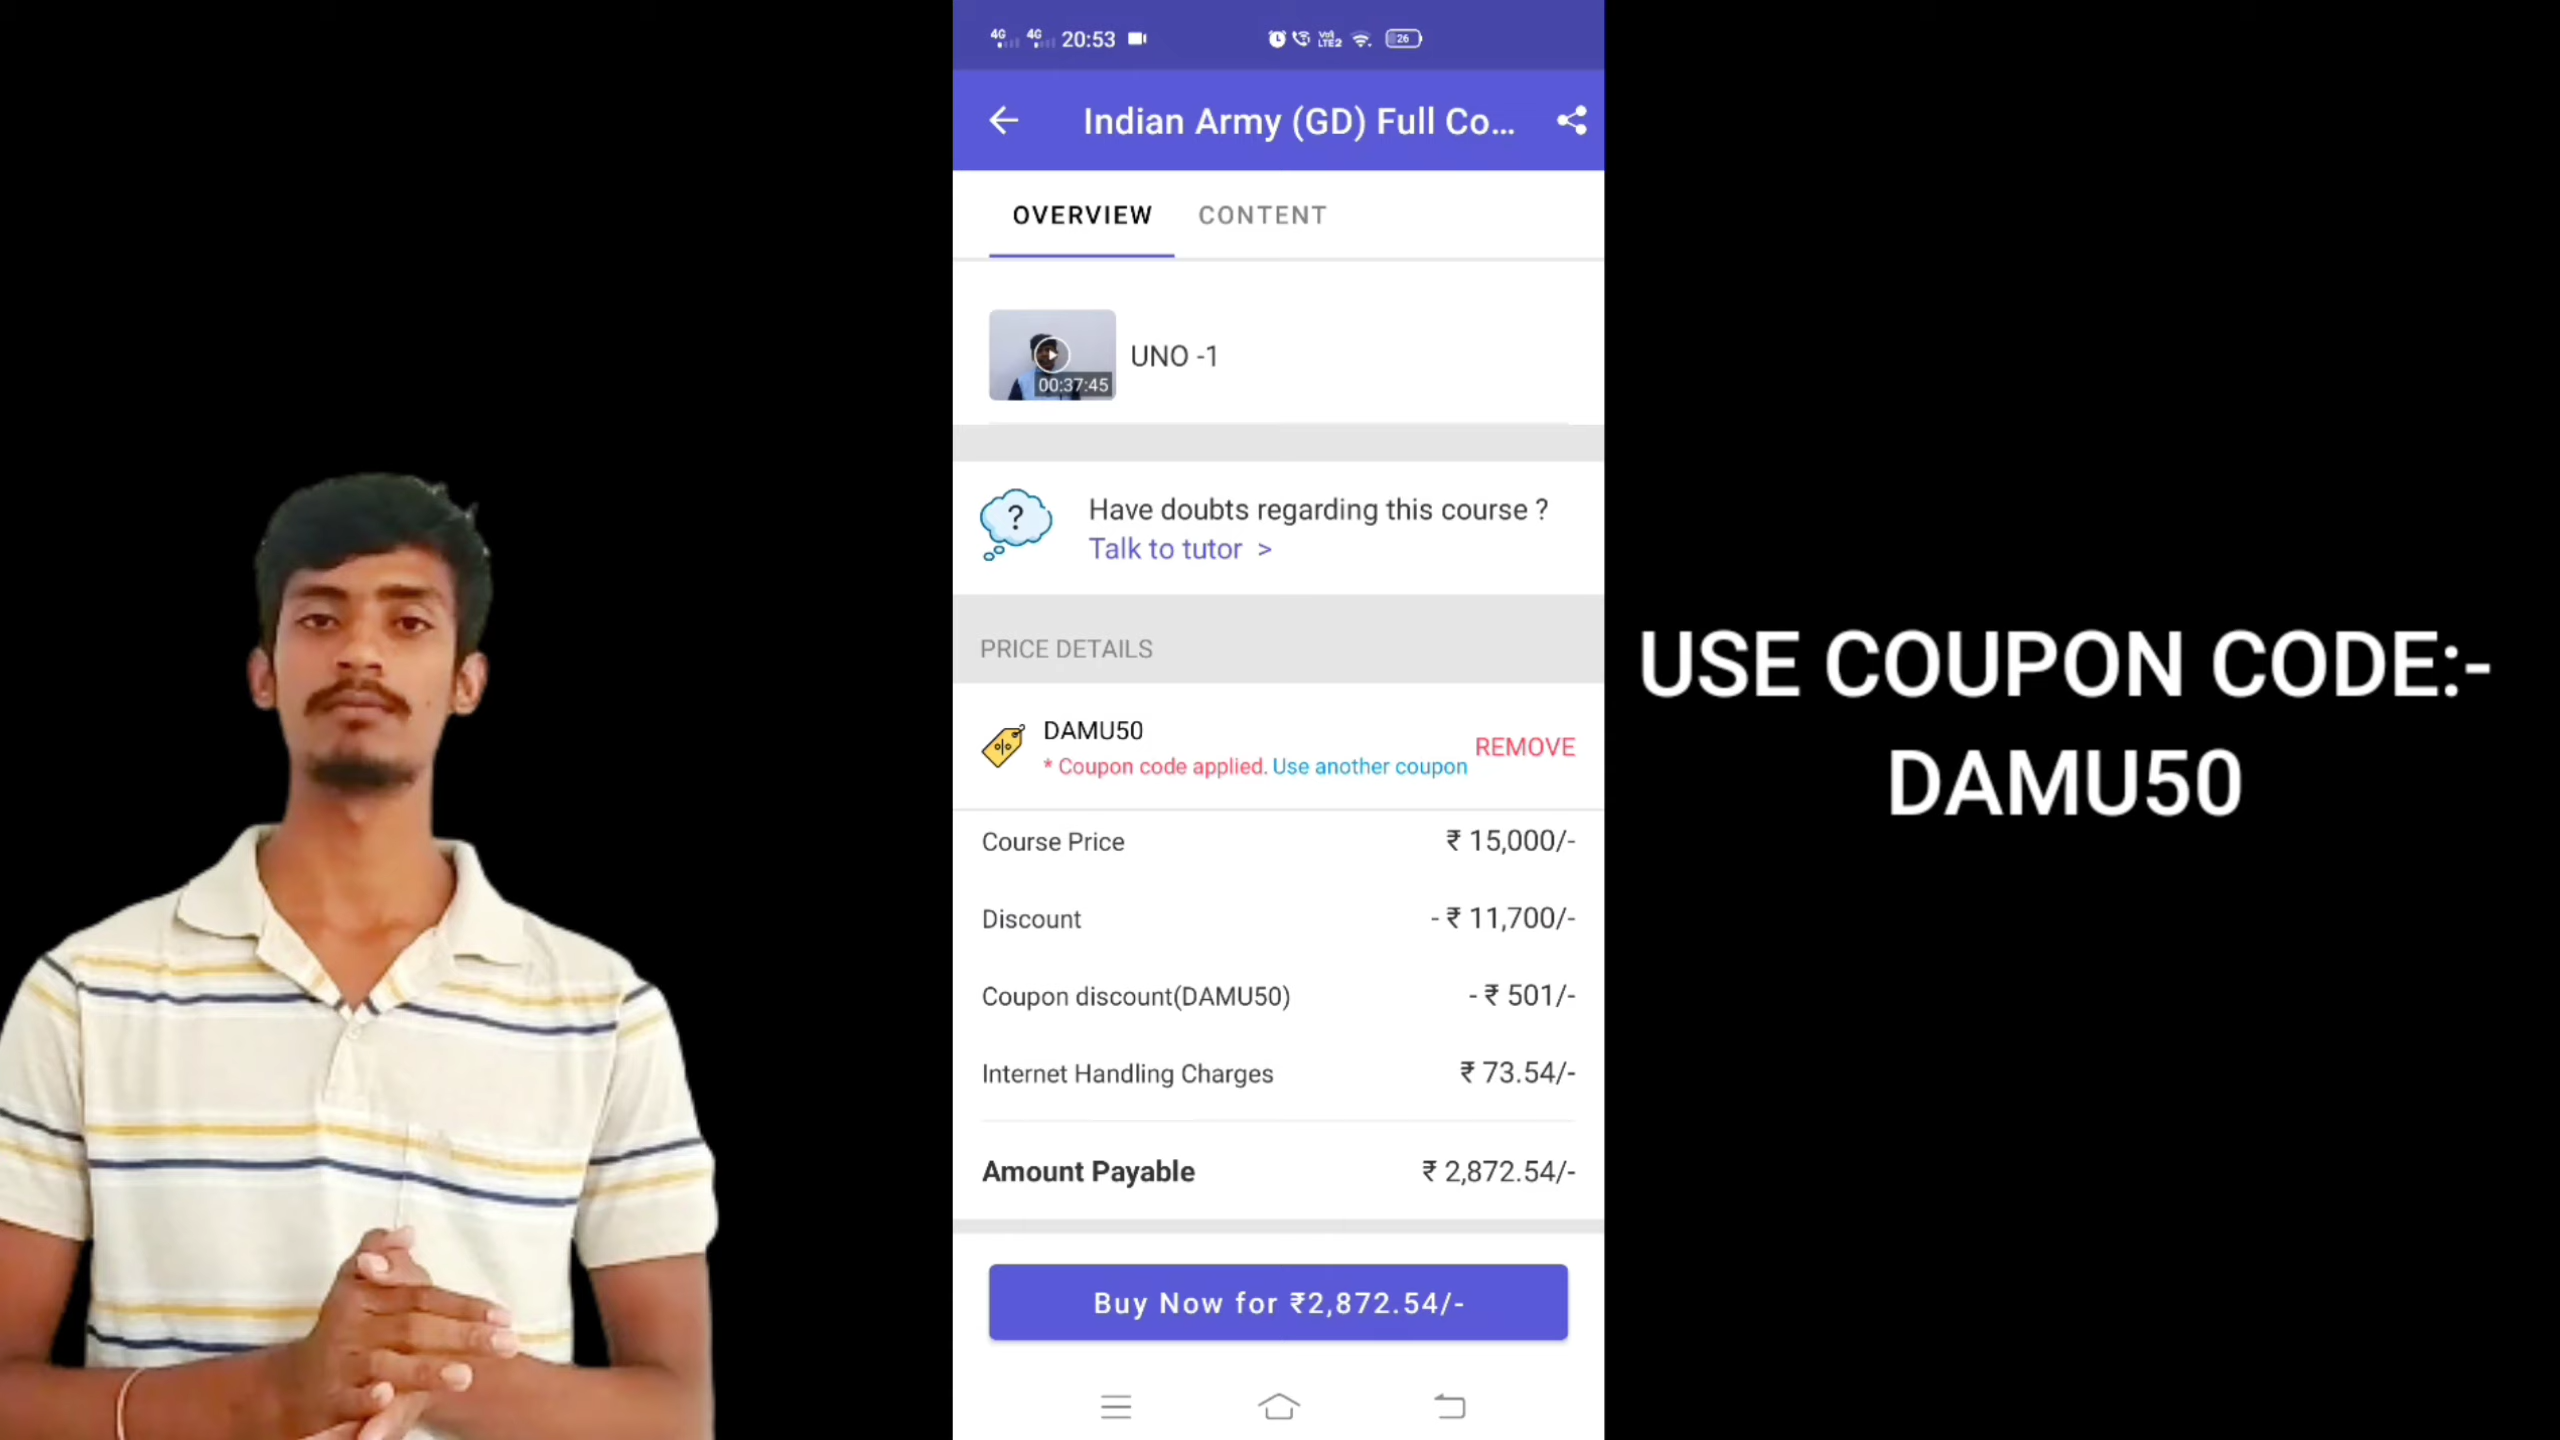 4G 4G 20:53 26
Indian Army (GD) Full Co...
OVERVIEW CONTENT
00:37:45
UNO -1
? Have doubts regarding this course ?
Talk to tutor >
PRICE DETAILS
DAMU50
* Coupon code applied. Use another coupon
REMOVE
Course Price ₹ 15,000/-
Discount - ₹ 11,700/-
Coupon discount(DAMU50) - ₹ 501/-
Internet Handling Charges ₹ 73.54/-
Amount Payable ₹ 2,872.54/-
Buy Now for ₹2,872.54/-
USE COUPON CODE:-
DAMU50